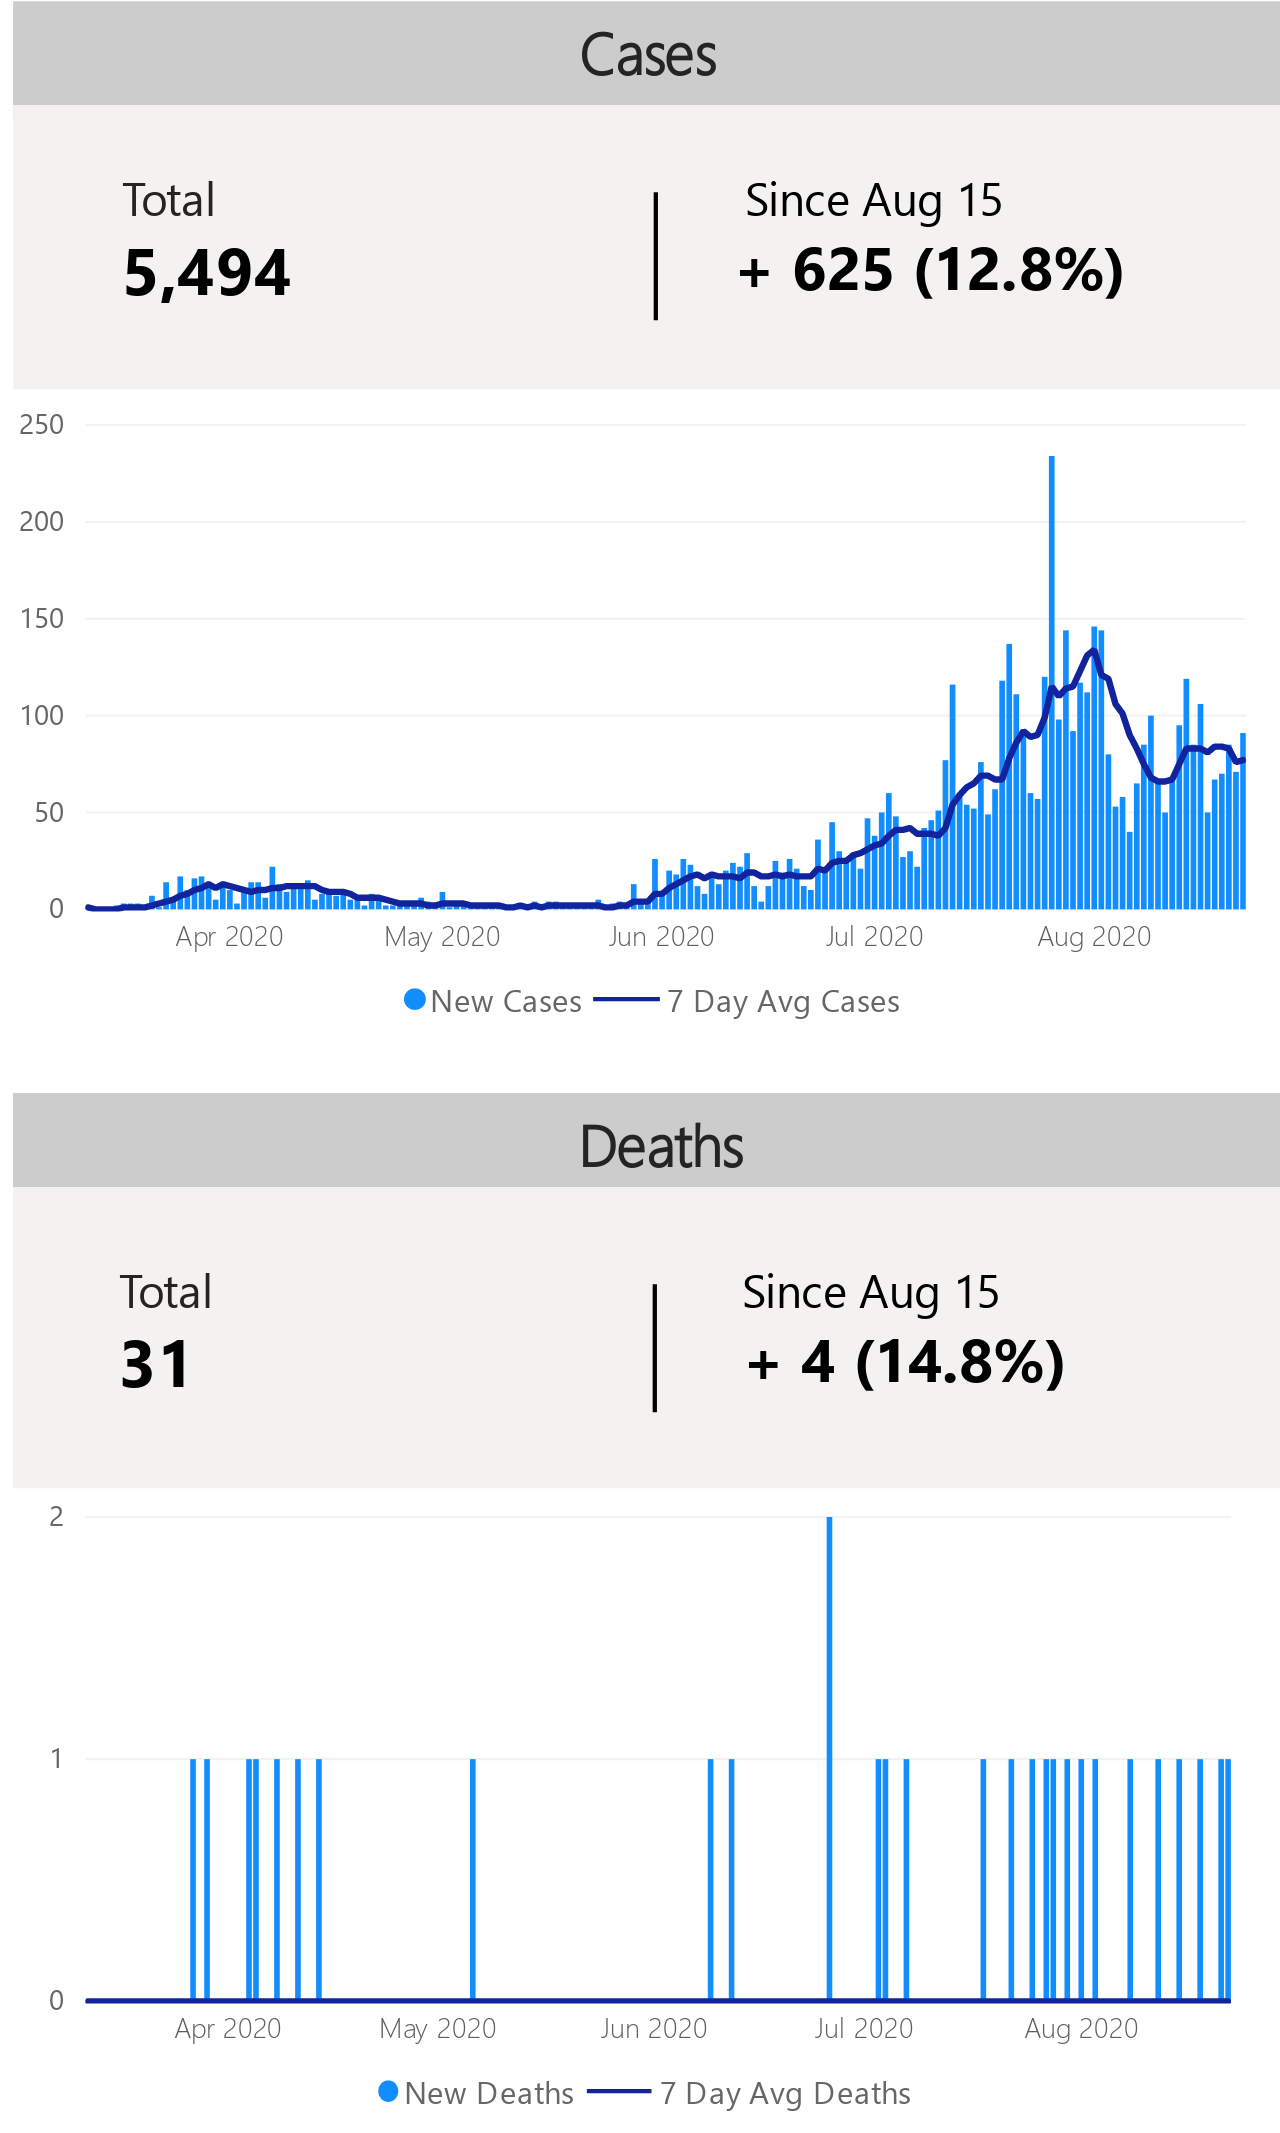 Cases
Total
Since Aug 15
5,494
+ 625 (12.8%)
250
200
150
100
50
0
Apr 2020
May 2020
Jun 2020
Jul 2020
Aug 2020
New Cases
7 Day Avg Cases
Deaths
Total
Since Aug 15
31
+ 4 (14.8%)
2
1
0
Apr 2020
May 2020
Jun 2020
Jul 2020
Aug 2020
New Deaths
7 Day Avg Deaths